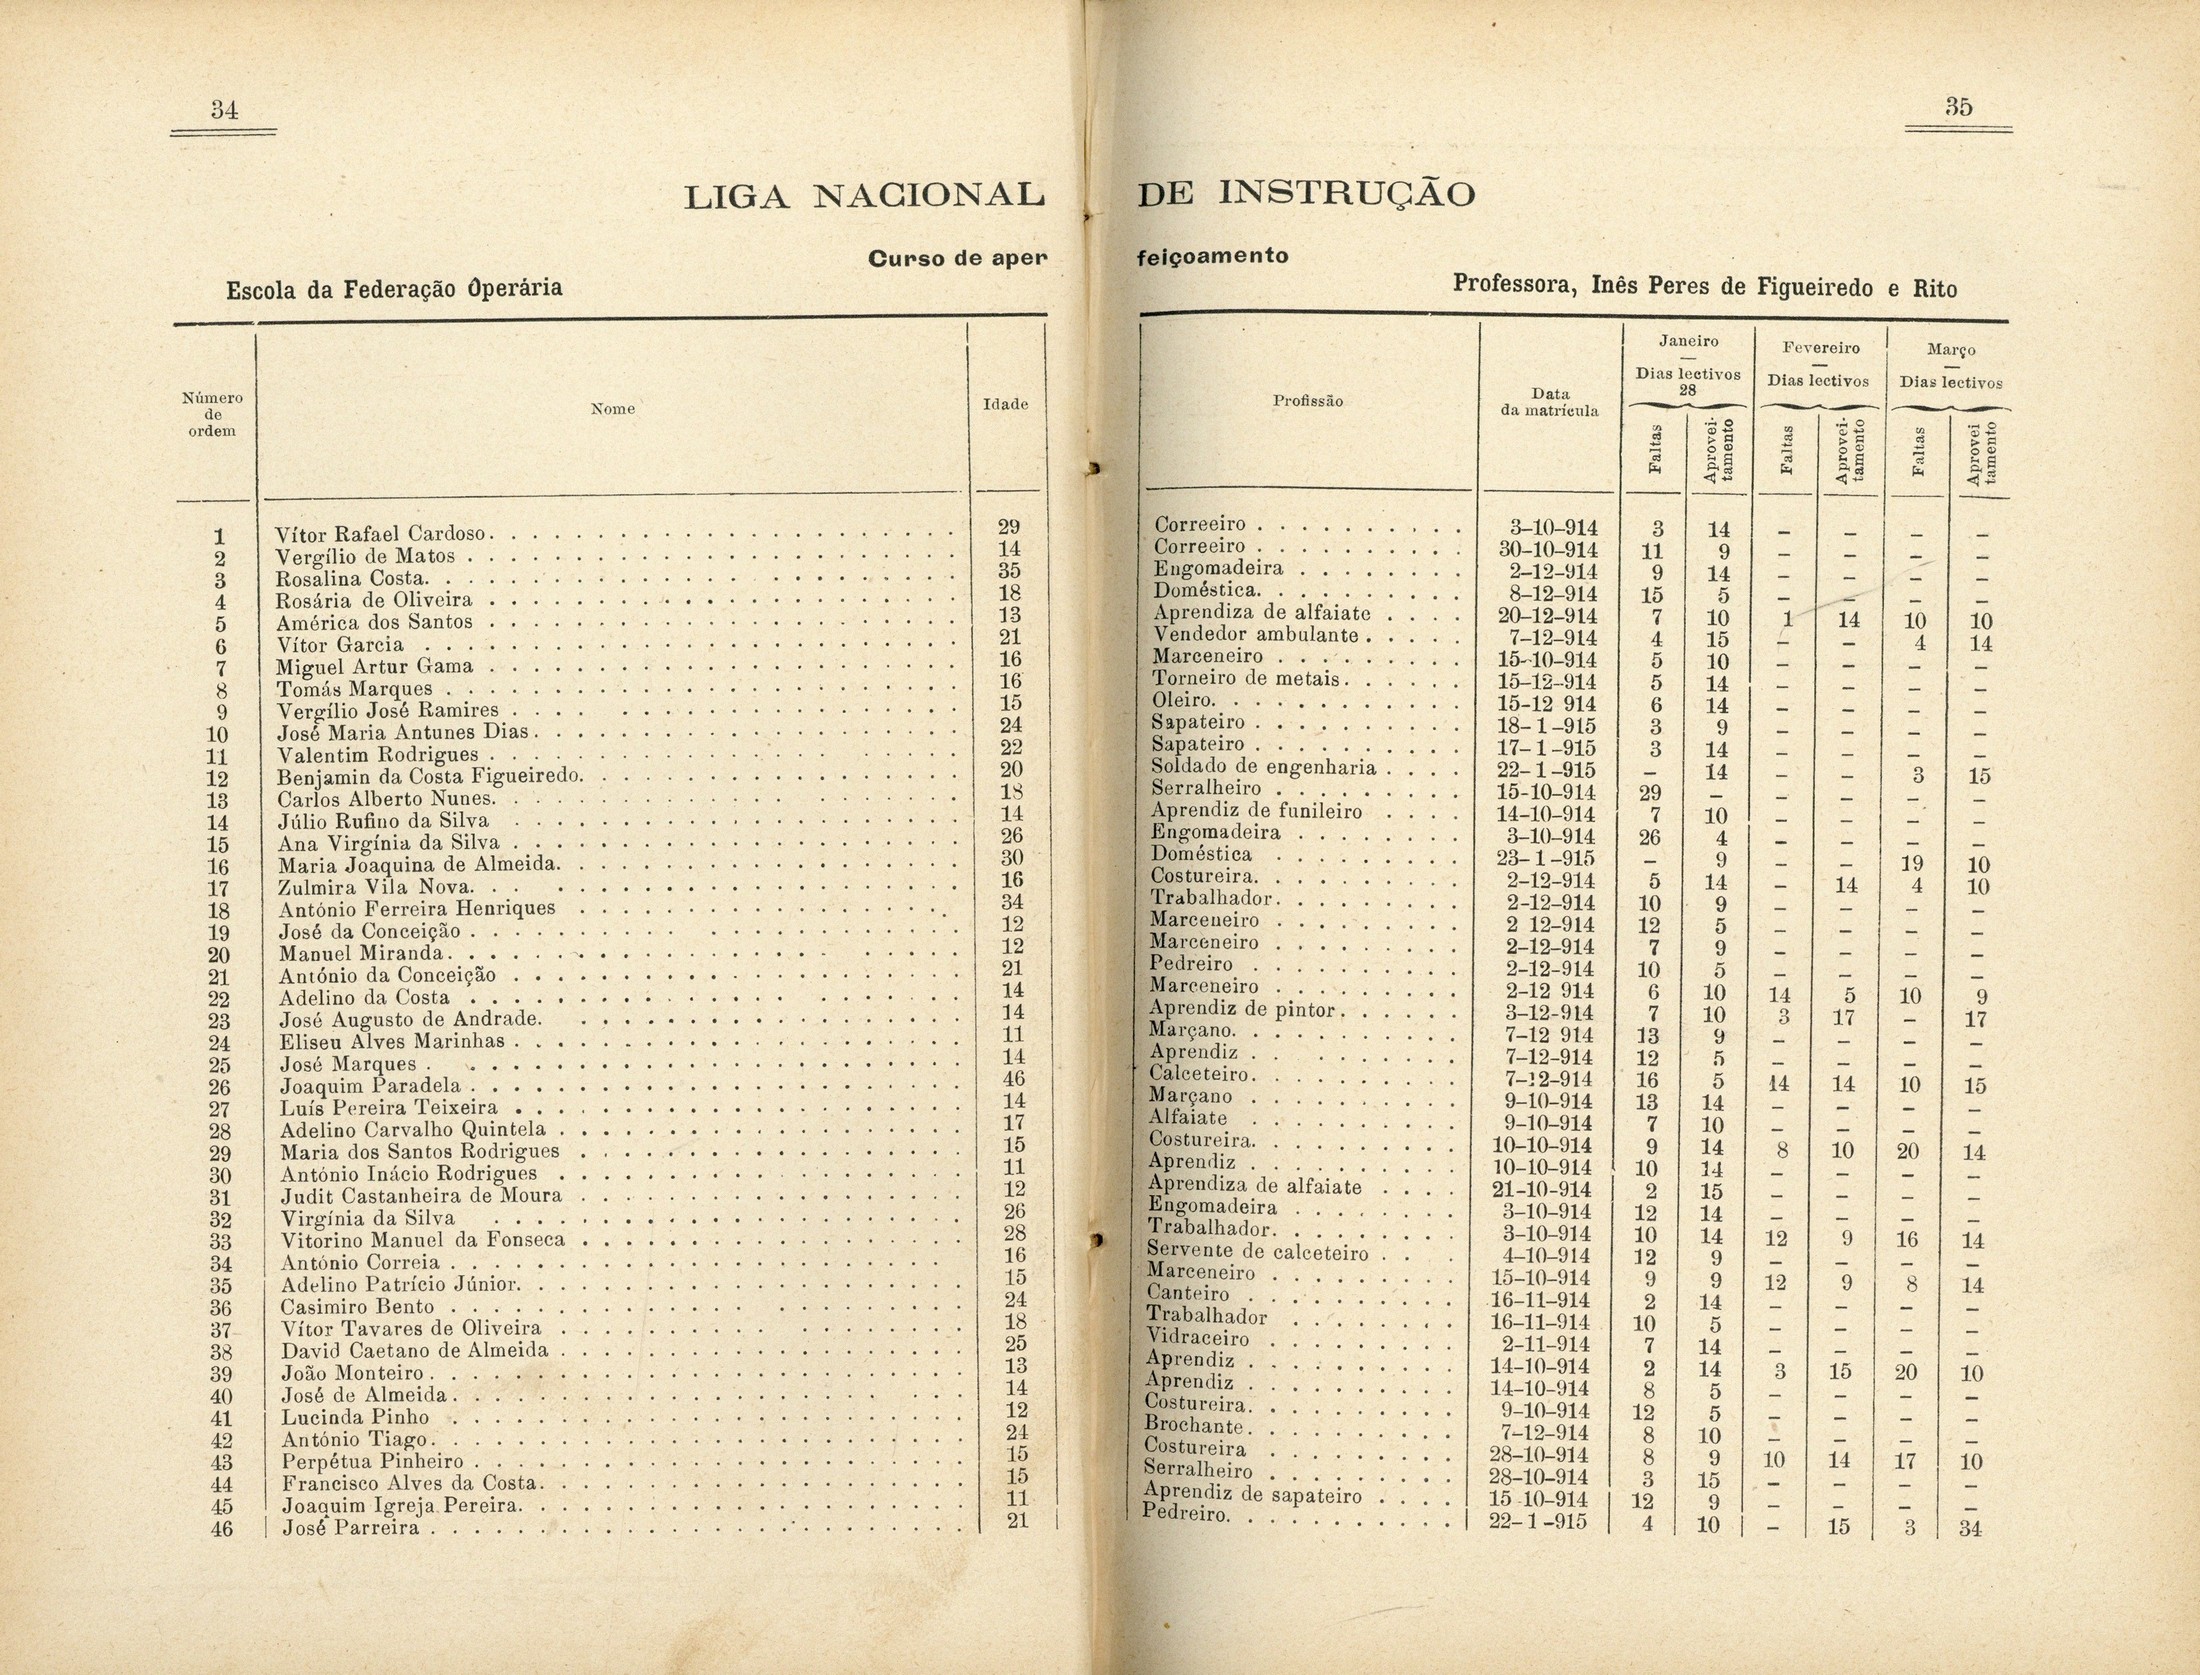 34
35
LIGA NACIONAL DE INSTRUÇÃO
Curso de aperfeiçoamento
Escola da Federação Operária
Professora, Inês Peres de Figueiredo e Rito
Número de ordem
Nome
Idade
Profissão
Data da matrícula
Janeiro — Dias lectivos 28
Fevereiro — Dias lectivos
Março — Dias lectivos
Faltas Aprovei-tamento Faltas Aprovei-tamento Faltas Aprovei tamento
1 Vítor Rafael Cardoso 29 Correeiro 3-10-914 3 14 – – – –
2 Vergílio de Matos 14 Correeiro 30-10-914 11 9 – – – –
3 Rosalina Costa 35 Engomadeira 2-12-914 9 14 – – – –
4 Rosária de Oliveira 18 Doméstica 8-12-914 15 5 – – – –
5 América dos Santos 13 Aprendiza de alfaiate 20-12-914 7 10 1 14 10 10
6 Vítor Garcia 21 Vendedor ambulante 7-12-914 4 15 – – 4 14
7 Miguel Artur Gama 16 Marceneiro 15-10-914 5 10 – – – –
8 Tomás Marques 16 Torneiro de metais 15-12-914 5 14 – – – –
9 Vergílio José Ramires 15 Oleiro 15-12 914 6 14 – – – –
10 José Maria Antunes Dias 24 Sapateiro 18-1-915 3 9 – – – –
11 Valentim Rodrigues 22 Sapateiro 17-1-915 3 14 – – – –
12 Benjamin da Costa Figueiredo 20 Soldado de engenharia 22-1-915 – 14 – – 3 15
13 Carlos Alberto Nunes 18 Serralheiro 15-10-914 29 – – – – –
14 Júlio Rufino da Silva 14 Aprendiz de funileiro 14-10-914 7 10 – – – –
15 Ana Virgínia da Silva 26 Engomadeira 3-10-914 26 4 – – – –
16 Maria Joaquina de Almeida 30 Doméstica 23-1-915 – 9 – – 19 10
17 Zulmira Vila Nova 16 Costureira 2-12-914 5 14 – 14 4 10
18 António Ferreira Henriques 34 Trabalhador 2-12-914 10 9 – – – –
19 José da Conceição 12 Marceneiro 2 12-914 12 5 – – – –
20 Manuel Miranda 12 Marceneiro 2-12-914 7 9 – – – –
21 António da Conceição 21 Pedreiro 2-12-914 10 5 – – – –
22 Adelino da Costa 14 Marceneiro 2-12 914 6 10 14 5 10 9
23 José Augusto de Andrade 14 Aprendiz de pintor 3-12-914 7 10 3 17 – 17
24 Eliseu Alves Marinhas 11 Marçano 7-12 914 13 9 – – – –
25 José Marques 14 Aprendiz 7-12-914 12 5 – – – –
26 Joaquim Paradela 46 Calceteiro 7-12-914 16 5 14 14 10 15
27 Luís Pereira Teixeira 14 Marçano 9-10-914 13 14 – – – –
28 Adelino Carvalho Quintela 17 Alfaiate 9-10-914 7 10 – – – –
29 Maria dos Santos Rodrigues 15 Costureira 10-10-914 9 14 8 10 20 14
30 António Inácio Rodrigues 11 Aprendiz 10-10-914 10 14 – – – –
31 Judit Castanheira de Moura 12 Aprendiza de alfaiate 21-10-914 2 15 – – – –
32 Virgínia da Silva 26 Engomadeira 3-10-914 12 14 – – – –
33 Vitorino Manuel da Fonseca 28 Trabalhador 3-10-914 10 14 12 9 16 14
34 António Correia 16 Servente de calceteiro 4-10-914 12 9 – – – –
35 Adelino Patrício Júnior 15 Marceneiro 15-10-914 9 9 12 9 8 14
36 Casimiro Bento 24 Canteiro 16-11-914 2 14 – – – –
37 Vítor Tavares de Oliveira 18 Trabalhador 16-11-914 10 5 – – – –
38 David Caetano de Almeida 25 Vidraceiro 2-11-914 7 14 – – – –
39 João Monteiro 13 Aprendiz 14-10-914 2 14 3 15 20 10
40 José de Almeida 14 Aprendiz 14-10-914 8 5 – – – –
41 Lucinda Pinho 12 Costureira 9-10-914 12 5 – – – –
42 António Tiago 24 Brochante 7-12-914 8 10 – – – –
43 Perpétua Pinheiro 15 Costureira 28-10-914 8 9 10 14 17 10
44 Francisco Alves da Costa 15 Serralheiro 28-10-914 3 15 – – – –
45 Joaquim Igreja Pereira 11 Aprendiz de sapateiro 15-10-914 12 9 – – – –
46 José Parreira 21 Pedreiro 22-1-915 4 10 – 15 3 34